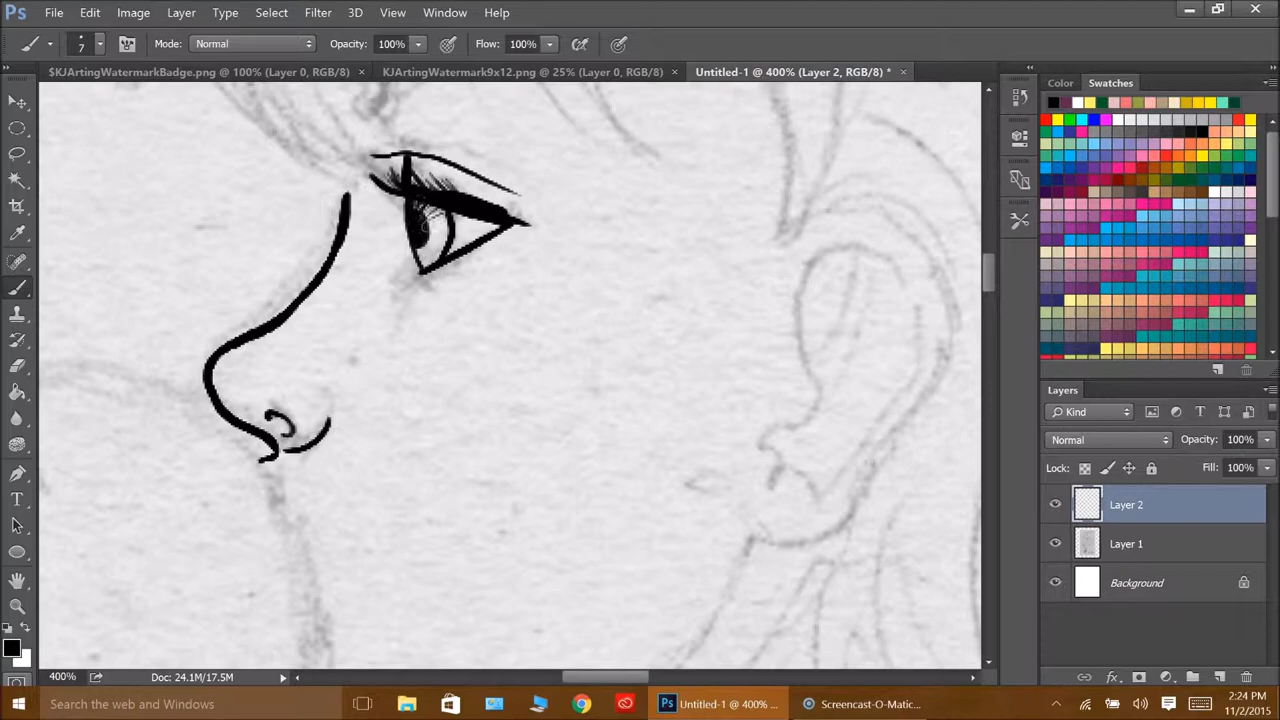 Ps File Edit Image Layer Type Select Filter 3D View Window Help
7 Mode: Normal Opacity: 100% Flow: 100%
$KJArtingWatermarkBadge.png @ 100% (Layer 0, RGB/8) × KJArtingWatermark9x12.png @ 25% (Layer 0, RGB/8) × Untitled-1 @ 400% (Layer 2, RGB/8) * ×
Color Swatches
Layers
Kind
Normal Opacity: 100%
Lock: Fill: 100%
Layer 2
Layer 1
Background
fx
400% Doc: 24.1M/17.5M
Search the web and Windows Ps Untitled-1 @ 400% ... Screencast-O-Matic... 2:24 PM
11/2/2015